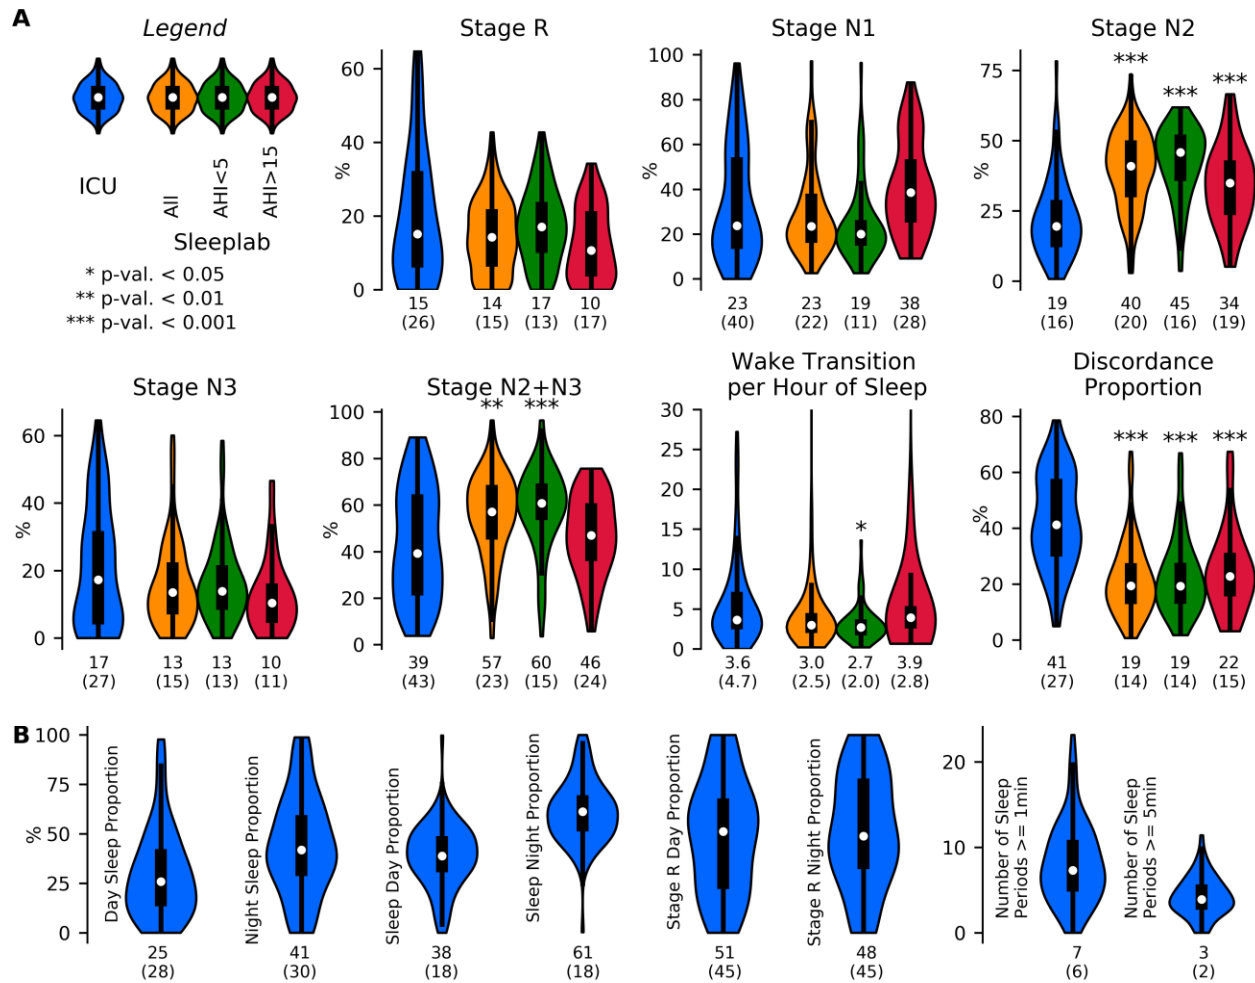 A
Legend
ICU
All
AHI<5
AHI>15
Sleeplab
* p-val. < 0.05
** p-val. < 0.01
*** p-val. < 0.001
Stage R
%
60
40
20
0
15 14 17 10
(26) (15) (13) (17)
Stage N1
%
100
80
60
40
20
0
23 23 19 38
(40) (22) (11) (28)
Stage N2
%
75
50
25
0
*** *** ***
19 40 45 34
(16) (20) (16) (19)
Stage N3
%
60
40
20
0
17 13 13 10
(27) (15) (13) (11)
Stage N2+N3
%
100
80
60
40
20
0
** ***
39 57 60 46
(43) (23) (15) (24)
Wake Transition
per Hour of Sleep
30
25
20
15
10
5
0
*
3.6 3.0 2.7 3.9
(4.7) (2.5) (2.0) (2.8)
Discordance
Proportion
%
80
60
40
20
0
*** *** ***
41 19 19 22
(27) (14) (14) (15)
B
%
100
75
50
25
0
Day Sleep Proportion
25
(28)
Night Sleep Proportion
41
(30)
Sleep Day Proportion
38
(18)
Sleep Night Proportion
61
(18)
Stage R Day Proportion
51
(45)
Stage R Night Proportion
48
(45)
20
10
0
Number of Sleep
Periods >= 1min
7
(6)
Number of Sleep
Periods >= 5min
3
(2)